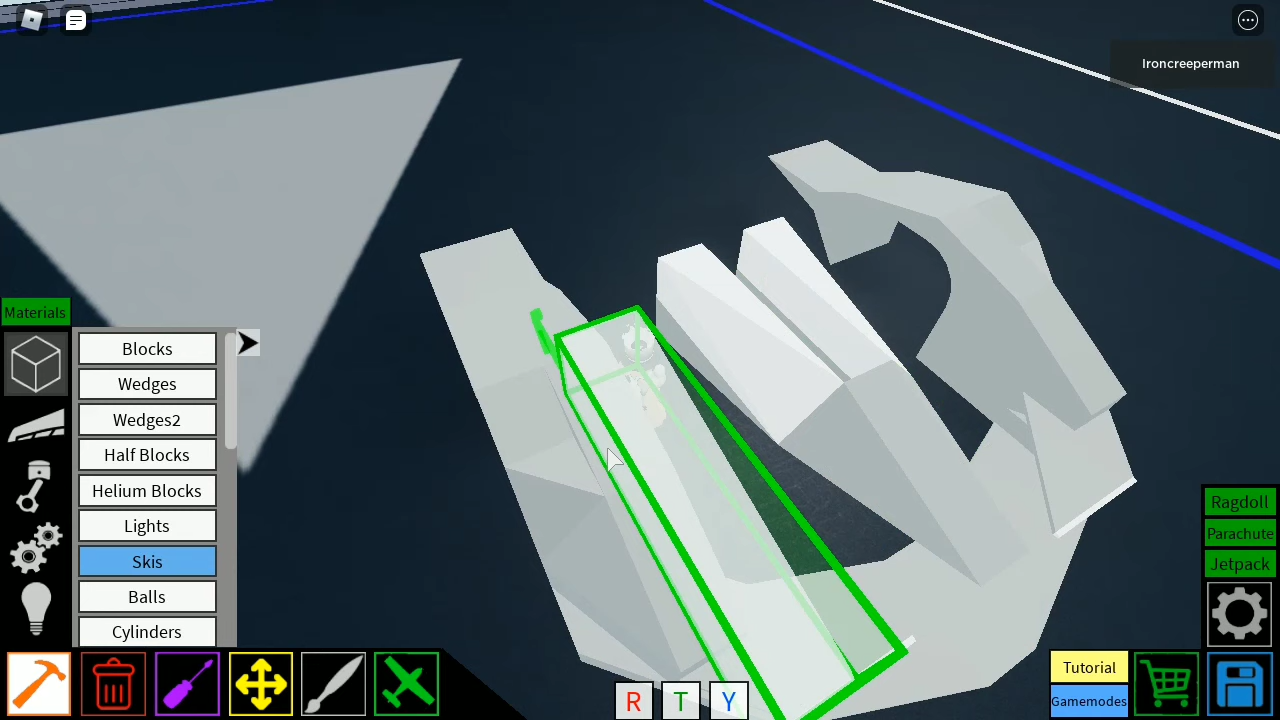 Ironcreeperman
Materials
Blocks
Wedges
Wedges2
Half Blocks
Helium Blocks
Lights
Skis
Balls
Cylinders
Ragdoll
Parachute
Jetpack
Tutorial
Gamemodes
R T Y